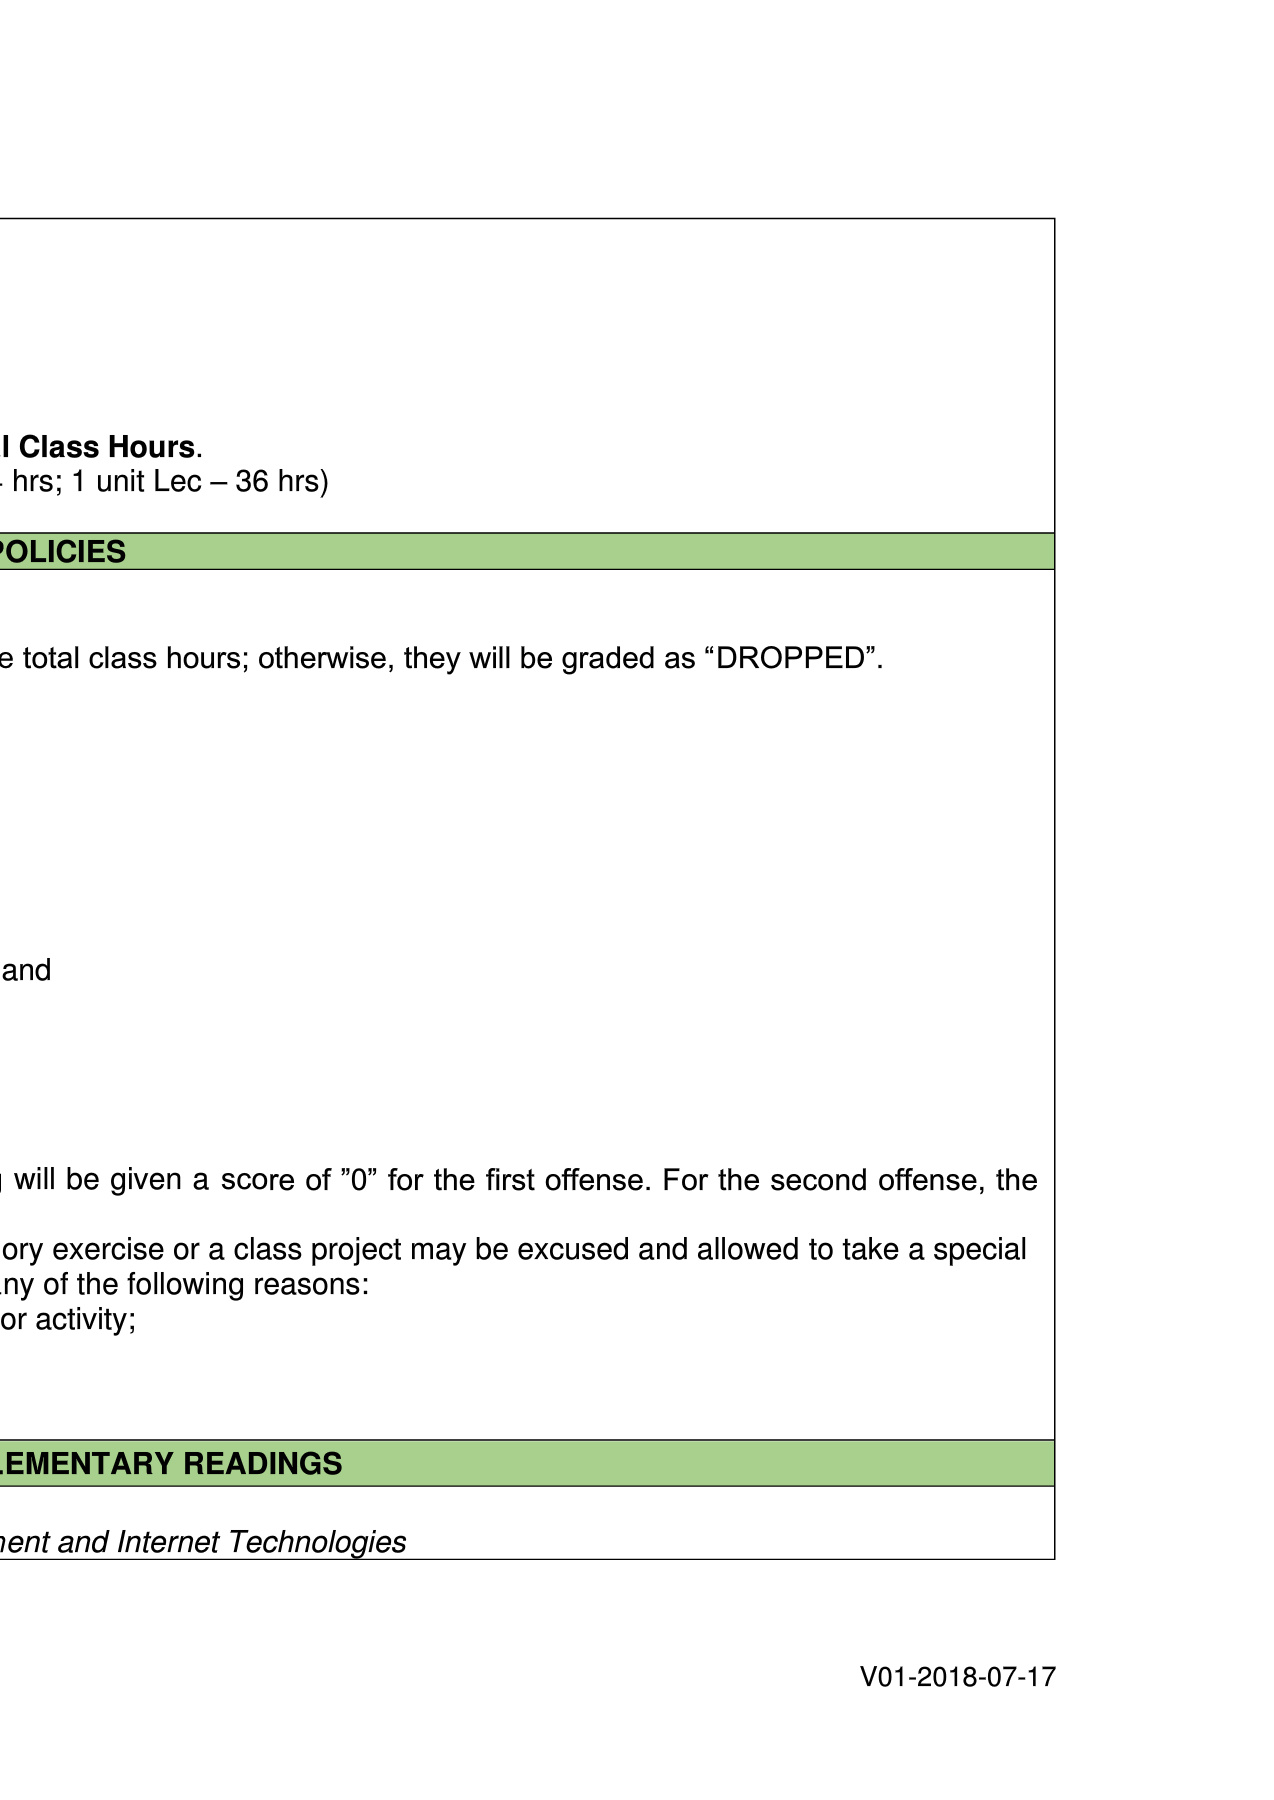 l Class Hours.
hrs; 1 unit Lec – 36 hrs)
POLICIES
e total class hours; otherwise, they will be graded as “DROPPED”.
and
will be given a score of ”0” for the first offense. For the second offense, the
ory exercise or a class project may be excused and allowed to take a special
ny of the following reasons:
or activity;
LEMENTARY READINGS
ment and Internet Technologies
V01-2018-07-17